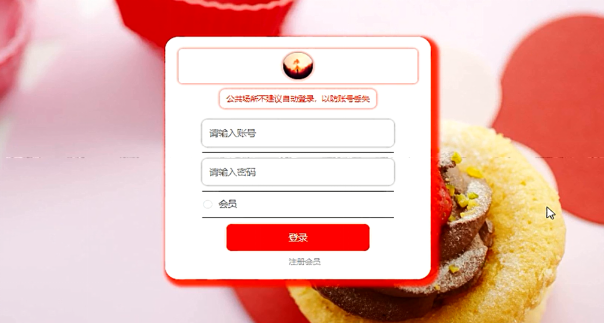 公共场所不建议自动登录，以防账号丢失
请输入账号
请输入密码
会员
登录
注册会员